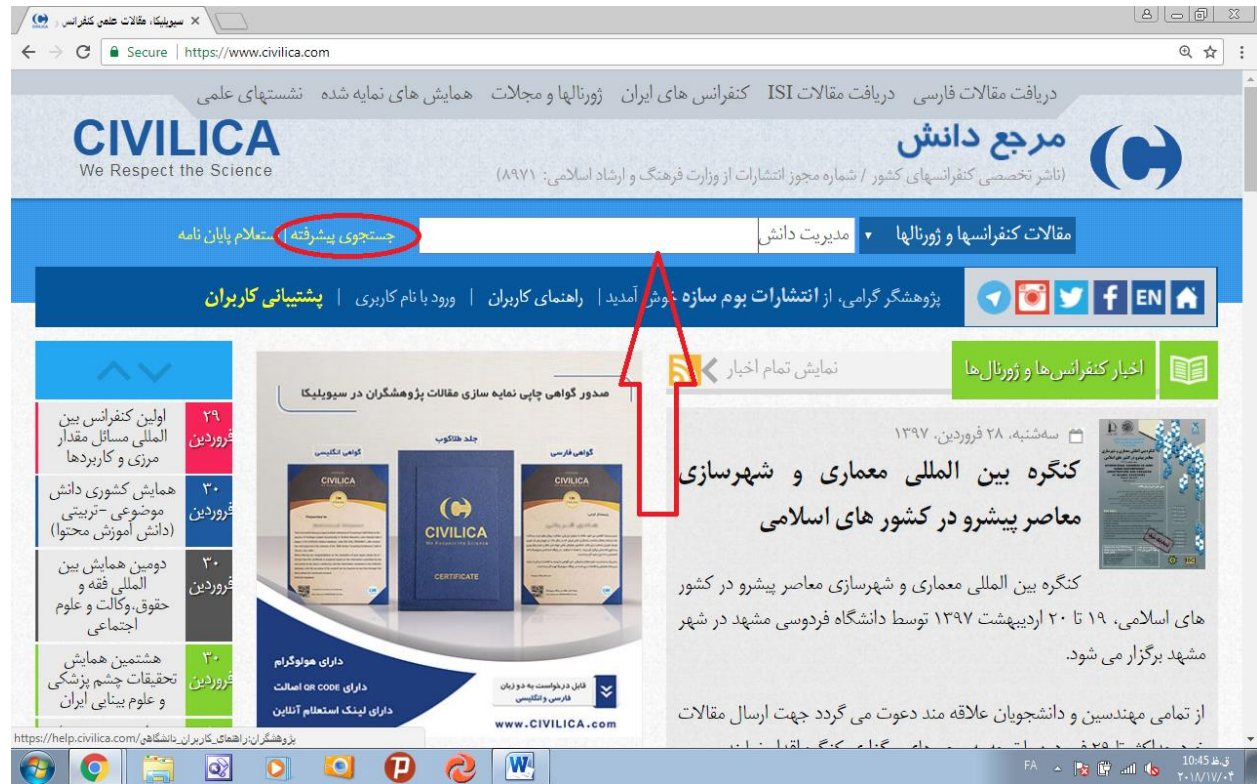 سیویلیکا، مقالات علمی کنفرانس
Secure | https://www.civilica.com
دریافت مقالات فارسی   دریافت مقالات ISI   کنفرانس های ایران   ژورنالها و مجلات   همایش های نمایه شده   نشستهای علمی
CIVILICA
We Respect the Science
مرجع دانش
(ناشر تخصصی کنفرانسهای کشور / شماره مجوز انتشارات از وزارت فرهنگ و ارشاد اسلامی: ۸۹۷۱)
مقالات کنفرانسها و ژورنالها
مدیریت دانش
جستجوی پیشرفته | استعلام پایان نامه
EN
پژوهشگر گرامی، از انتشارات بوم سازه خوش آمدید | راهنمای کاربران | ورود با نام کاربری | پشتیبانی کاربران
اخبار کنفرانس‌ها و ژورنال‌ها
نمایش تمام اخبار
سه‌شنبه، ۲۸ فروردین، ۱۳۹۷
کنگره بین المللی معماری و شهرسازی
معاصر پیشرو در کشور های اسلامی
کنگره بین المللی معماری و شهرسازی معاصر پیشرو در کشور
های اسلامی، ۱۹ تا ۲۰ اردیبهشت ۱۳۹۷ توسط دانشگاه فردوسی مشهد در شهر
مشهد برگزار می شود.
از تمامی مهندسین و دانشجویان علاقه مند دعوت می گردد جهت ارسال مقالات
صدور گواهی چاپی نمایه سازی مقالات پژوهشگران در سیویلیکا
جلد طلاکوب
گواهی فارسی
گواهی انگلیسی
CIVILICA
CIVILICA
CIVILICA
We Respect the Science
CERTIFICATE
دارای هولوگرام
دارای QR CODE اصالت
دارای لینک استعلام آنلاین
قابل درخواست به دو زبان
فارسی و انگلیسی
www.CIVILICA.com
۲۹
فروردین
اولین کنفرانس بین
المللی مسائل مقدار
مرزی و کاربردها
۳۰
فروردین
همایش کشوری دانش
موضوعی -تربیتی
(دانش آموزش محتوا)
۳۰
فروردین
دومین همایش بین
المللی فقه و
حقوق،وکالت و علوم
اجتماعی
۳۰
فروردین
هشتمین همایش
تحقیقات چشم پزشکی
و علوم بینایی ایران
https://help.civilica.com/پژوهشگران:راهنمای_کاربران_دانشگاهی
FA
10:45 ق.ظ
۲۰۱۸/۱۷/۰۴